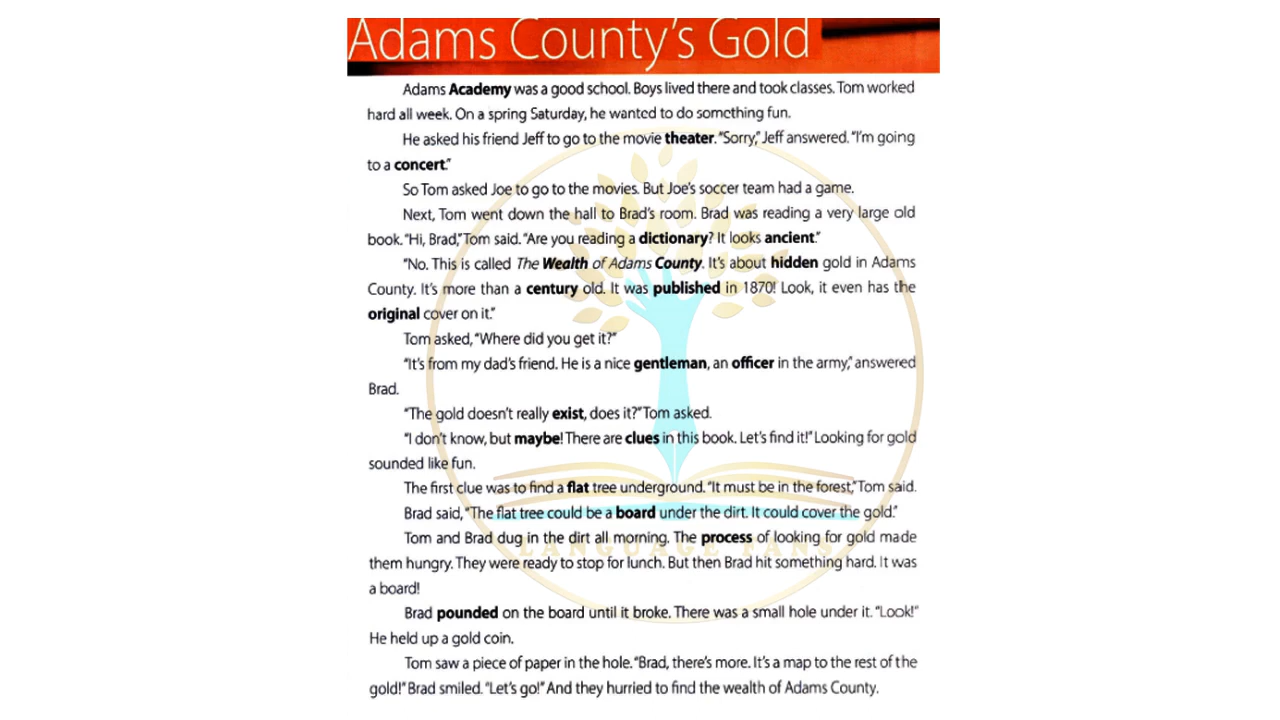 Adams County's Gold
Adams Academy was a good school. Boys lived there and took classes. Tom worked
hard all week. On a spring Saturday, he wanted to do something fun.
He asked his friend Jeff to go to the movie theater. "Sorry," Jeff answered. "I'm going
to a concert."
So Tom asked Joe to go to the movies. But Joe's soccer team had a game.
Next, Tom went down the hall to Brad's room. Brad was reading a very large old
book. "Hi, Brad," Tom said. "Are you reading a dictionary? It looks ancient."
"No. This is called The Wealth of Adams County. It's about hidden gold in Adams
County. It's more than a century old. It was published in 1870! Look, it even has the
original cover on it."
Tom asked, "Where did you get it?"
"It's from my dad's friend. He is a nice gentleman, an officer in the army," answered
Brad.
"The gold doesn't really exist, does it?" Tom asked.
"I don't know, but maybe! There are clues in this book. Let's find it!" Looking for gold
sounded like fun.
The first clue was to find a flat tree underground. "It must be in the forest," Tom said.
Brad said, "The flat tree could be a board under the dirt. It could cover the gold."
Tom and Brad dug in the dirt all morning. The process of looking for gold made
LANGUAGE FANS
them hungry. They were ready to stop for lunch. But then Brad hit something hard. It was
a board!
Brad pounded on the board until it broke. There was a small hole under it. "Look!"
He held up a gold coin.
Tom saw a piece of paper in the hole. "Brad, there's more. It's a map to the rest of the
gold!" Brad smiled. "Let's go!" And they hurried to find the wealth of Adams County.